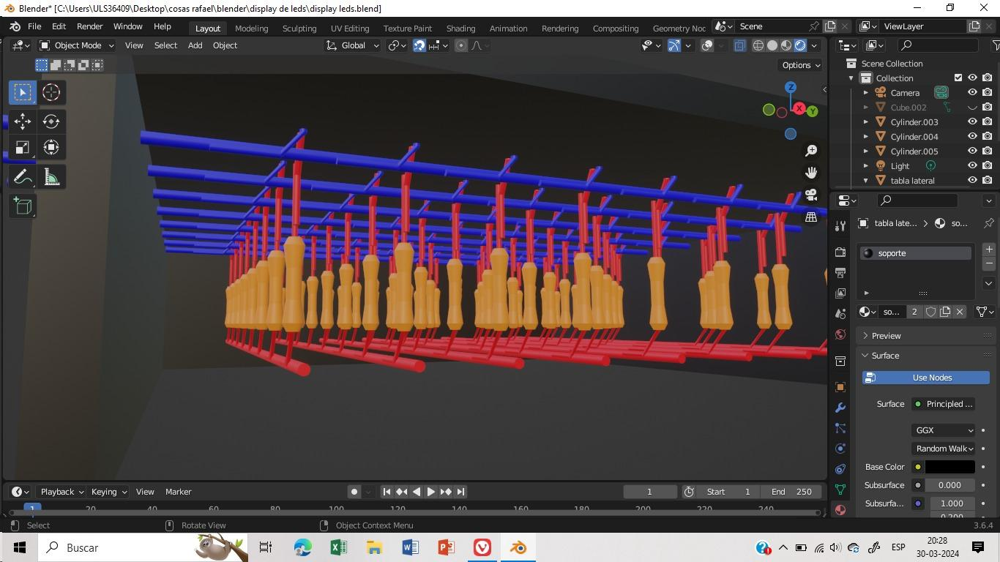 Blender* [C:\Users\ULS36409\Desktop\cosas rafael\blender\display de leds\display leds.blend]
File Edit Render Window Help Layout Modeling Sculpting UV Editing Texture Paint Shading Animation Rendering Compositing Geometry Noc Scene ViewLayer
Object Mode View Select Add Object Global
Options
Z
X
Y
Scene Collection
Collection
Camera
Cube.002
Cylinder.003
Cylinder.004
Cylinder.005
Light
tabla lateral
tabla late... > so...
soporte
so... 2
Preview
Surface
Use Nodes
Surface Principled ...
GGX
Random Walk
Base Color
Subsurface 0.000
Subsurfa... 1.000
0.200
Playback Keying View Marker 1 Start 1 End 250
1 20 40 60 80 100 120 140 160 180 200 220 240
Select Rotate View Object Context Menu 3.6.4
Buscar
ESP
20:28
30-03-2024